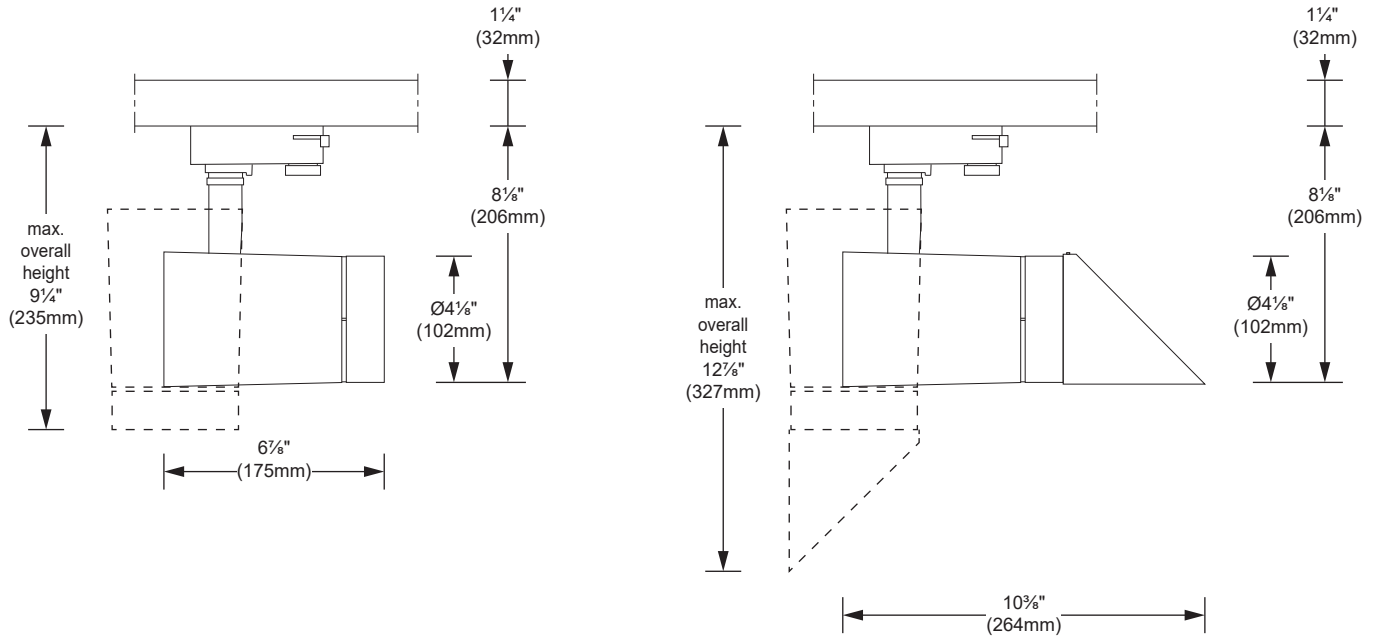 1¼"
(32mm)
8⅛"
(206mm)
max.
overall
height
9¼"
(235mm)
Ø4⅛"
(102mm)
6⅞"
(175mm)
1¼"
(32mm)
8⅛"
(206mm)
max.
overall
height
12⅞"
(327mm)
Ø4⅛"
(102mm)
10⅜"
(264mm)